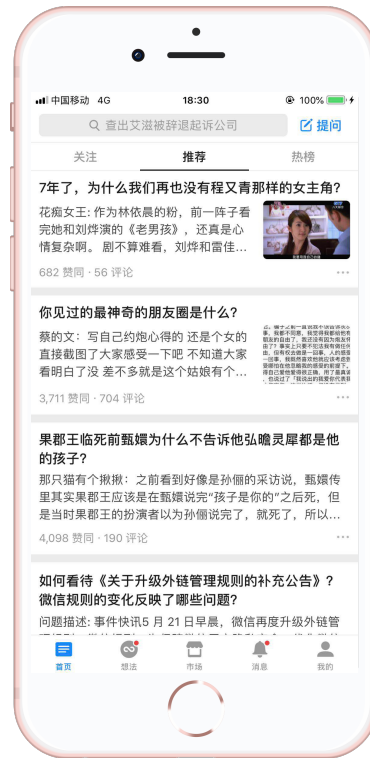 中国移动 4G 18:30 100%
查出艾滋被辞退起诉公司 提问
关注 推荐 热榜
7年了，为什么我们再也没有程又青那样的女主角？
花痴女王: 作为林依晨的粉，前一阵子看
完她和刘烨演的《老男孩》，还真是心
情复杂啊。 剧不算难看，刘烨和雷佳...
682 赞同 · 56 评论
你见过的最神奇的朋友圈是什么？
蔡的文：写自己约炮心得的 还是个女的
直接截图了大家感受一下吧 不知道大家
看明白了没 差不多就是这个姑娘有个...
3,711 赞同 · 704 评论
果郡王临死前甄嬛为什么不告诉他弘曕灵犀都是他
的孩子？
那只猫有个揪揪：之前看到好像是孙俪的采访说，甄嬛传
里其实果郡王应该是在甄嬛说完“孩子是你的”之后死，但
是当时果郡王的扮演者以为孙俪说完了，就死了，所以...
4,098 赞同 · 190 评论
如何看待《关于升级外链管理规则的补充公告》？
微信规则的变化反映了哪些问题？
问题描述: 事件快讯5 月 21 日早晨，微信再度升级外链管
首页 想法 市场 消息 我的